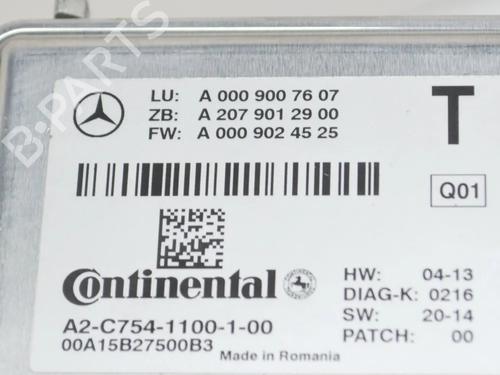 LU: A 000 900 76 07
ZB: A 207 901 29 00
FW: A 000 902 45 25
T
Q01
Continental
A2-C754-1100-1-00
00A15B27500B3
Made in Romania
HW: 04-13
DIAG-K: 0216
SW: 20-14
PATCH: 00
B-PARTS